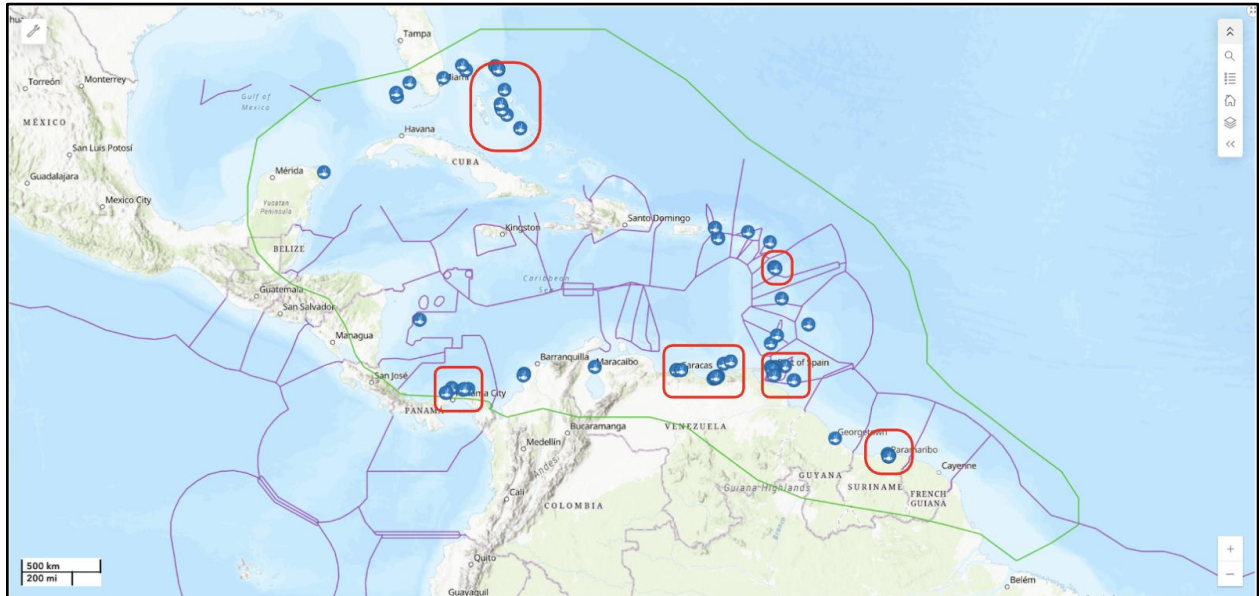 Tampa
Torreón
Monterrey
Miami
Gulf of
Mexico
MÉXICO
Havana
San Luis Potosí
CUBA
Mérida
Guadalajara
Mexico City
Yucatan
Peninsula
Santo Domingo
Kingston
BELIZE
Caribbean
Sea
Guatemala
San Salvador
Managua
Barranquilla
Maracaibo
Caracas
Port of Spain
San José
Panama City
PANAMÁ
VENEZUELA
Bucaramanga
Georgetown
Medellín
Paramaribo
Andes
Cayenne
GUYANA
Guiana Highlands
SURINAME
Cali
FRENCH
GUIANA
COLOMBIA
Quito
500 km
200 mi
Belém
Guayaquil